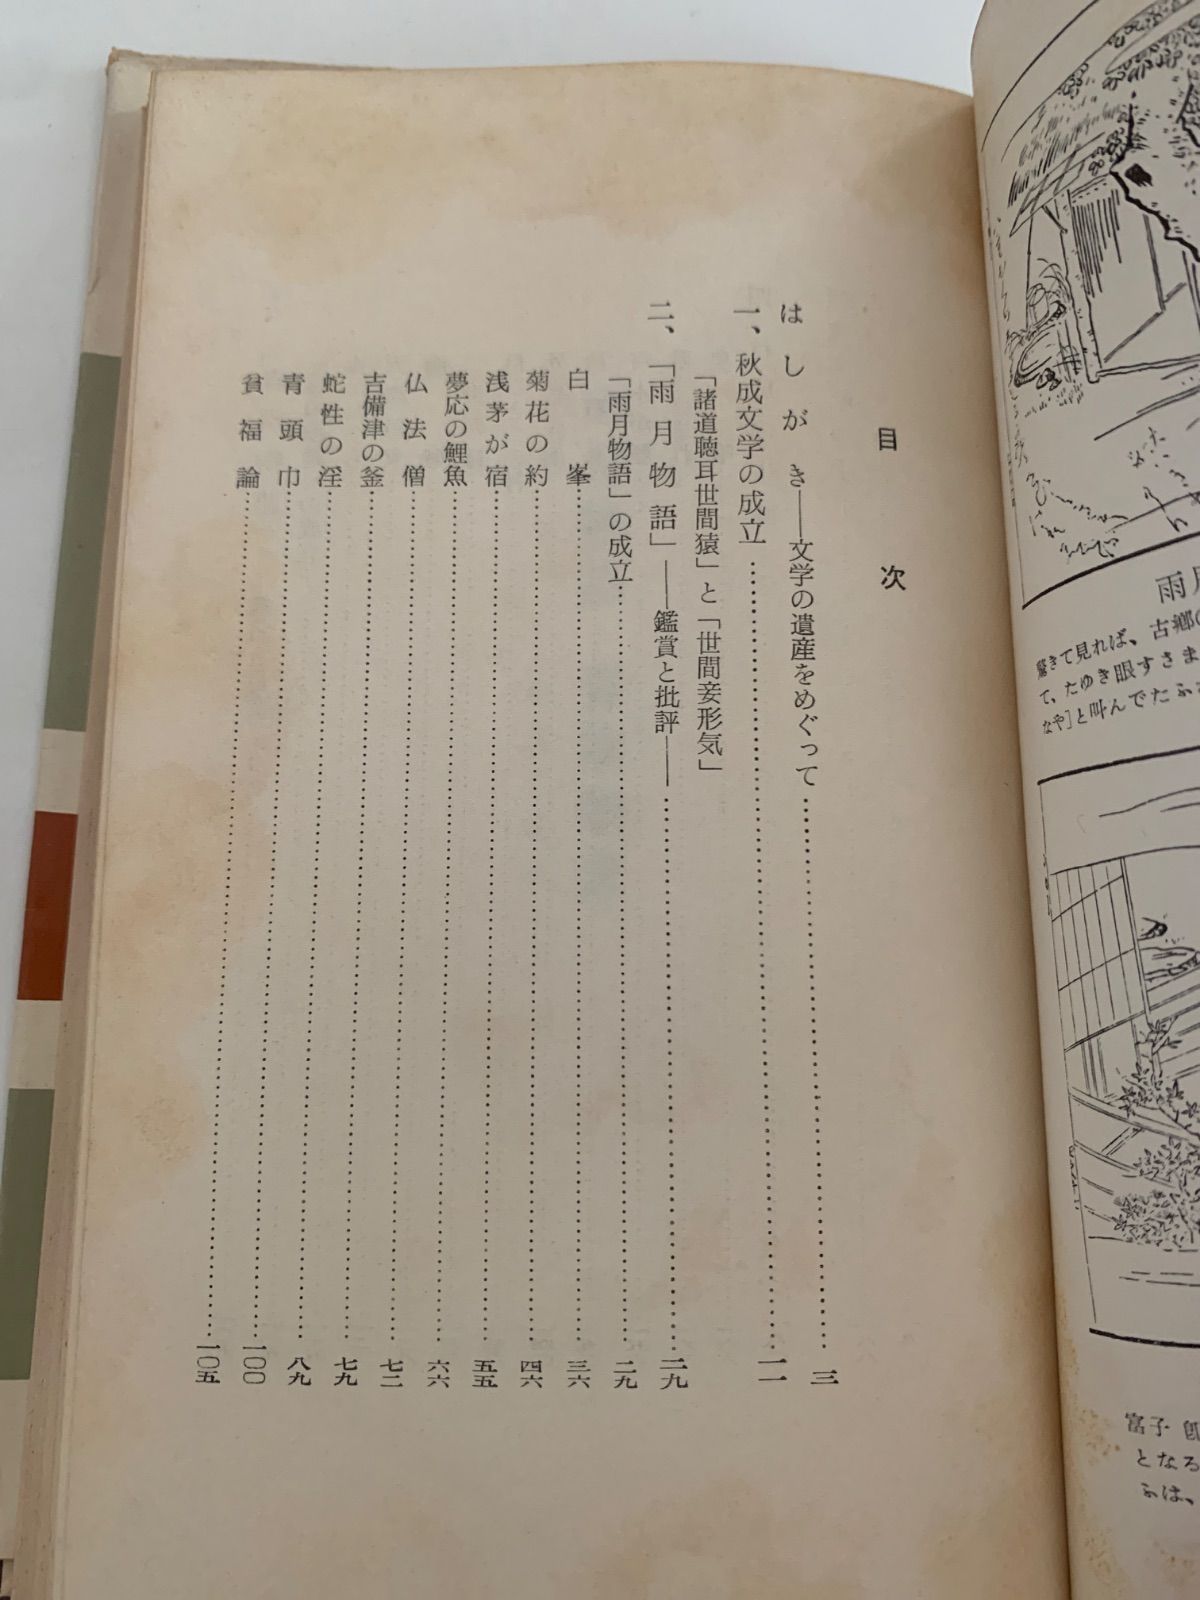 目次
はしがき――文学の遺産をめぐって……三
一、秋成文学の成立……一一
「諸道聴耳世間猿」と「世間妾形気」
二、「雨月物語」――鑑賞と批評――……二九
「雨月物語」の成立……二九
白峯……三六
菊花の約……四六
浅茅が宿……五五
夢応の鯉魚……六六
仏法僧……七二
吉備津の釜……七九
蛇性の淫……八九
青頭巾……一〇〇
貧福論……一〇五
雨月
驚きて見れば、古郷の
て、たゆき眼すさま
なや]と叫んでたふ
富子 即
となる
ふは、